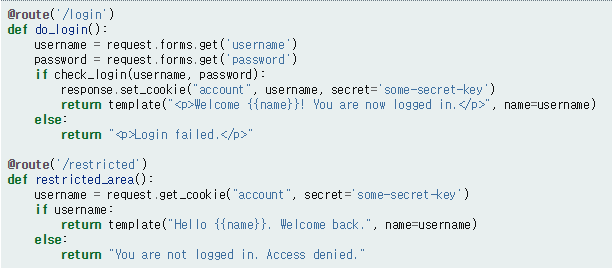 @route('/login')
def do_login():
    username = request.forms.get('username')
    password = request.forms.get('password')
    if check_login(username, password):
        response.set_cookie("account", username, secret='some-secret-key')
        return template("<p>Welcome {{name}}! You are now logged in.</p>", name=username)
    else:
        return "<p>Login failed.</p>"

@route('/restricted')
def restricted_area():
    username = request.get_cookie("account", secret='some-secret-key')
    if username:
        return template("Hello {{name}}. Welcome back.", name=username)
    else:
        return "You are not logged in. Access denied."